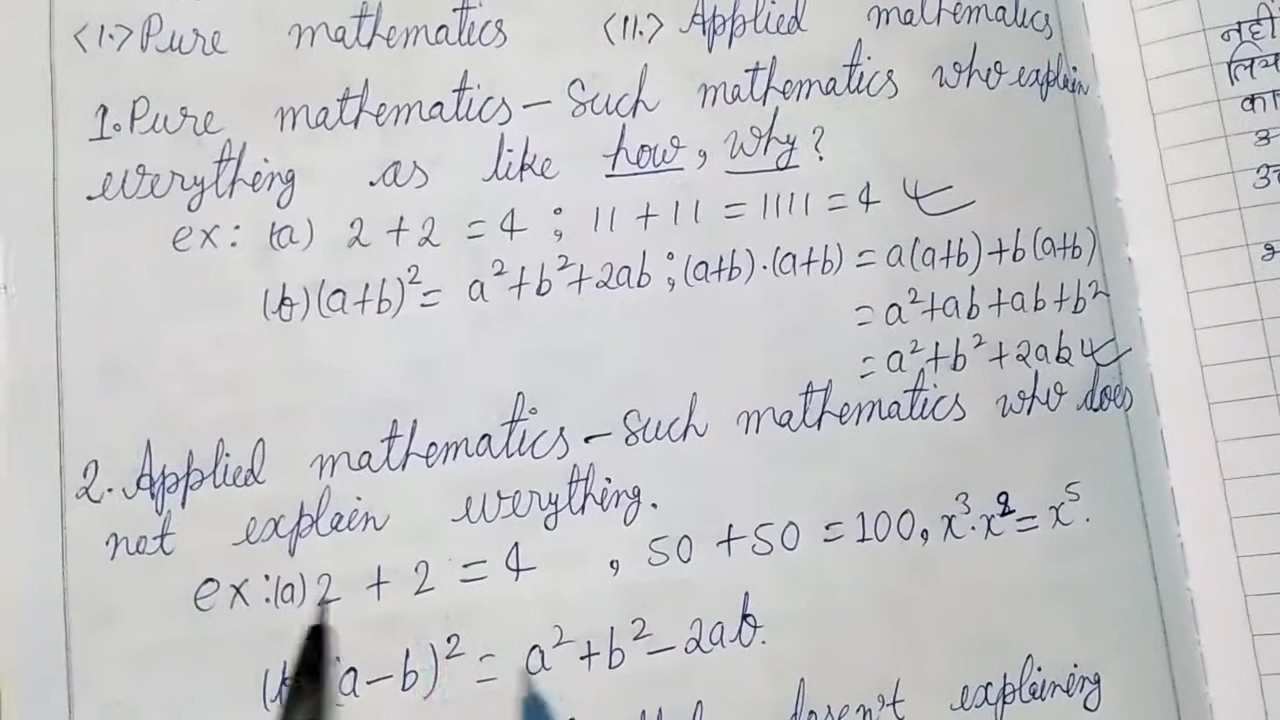 <I.> Pure mathematics <II.> Applied mathematics
1. Pure mathematics – Such mathematics who explain
everything as like how, why?
ex: (a) 2 + 2 = 4 ; 11 + 11 = 1111 = 4
(b) (a+b)² = a²+b²+2ab ; (a+b)·(a+b) = a(a+b)+b(a+b)
= a²+ab+ab+b²
= a²+b²+2ab
2. Applied mathematics – Such mathematics who does
not explain everything.
ex: (a) 2 + 2 = 4 , 50 + 50 = 100, x³·x² = x⁵.
a-b)² = a²+b²-2ab.
doesn't explaining
नहीं